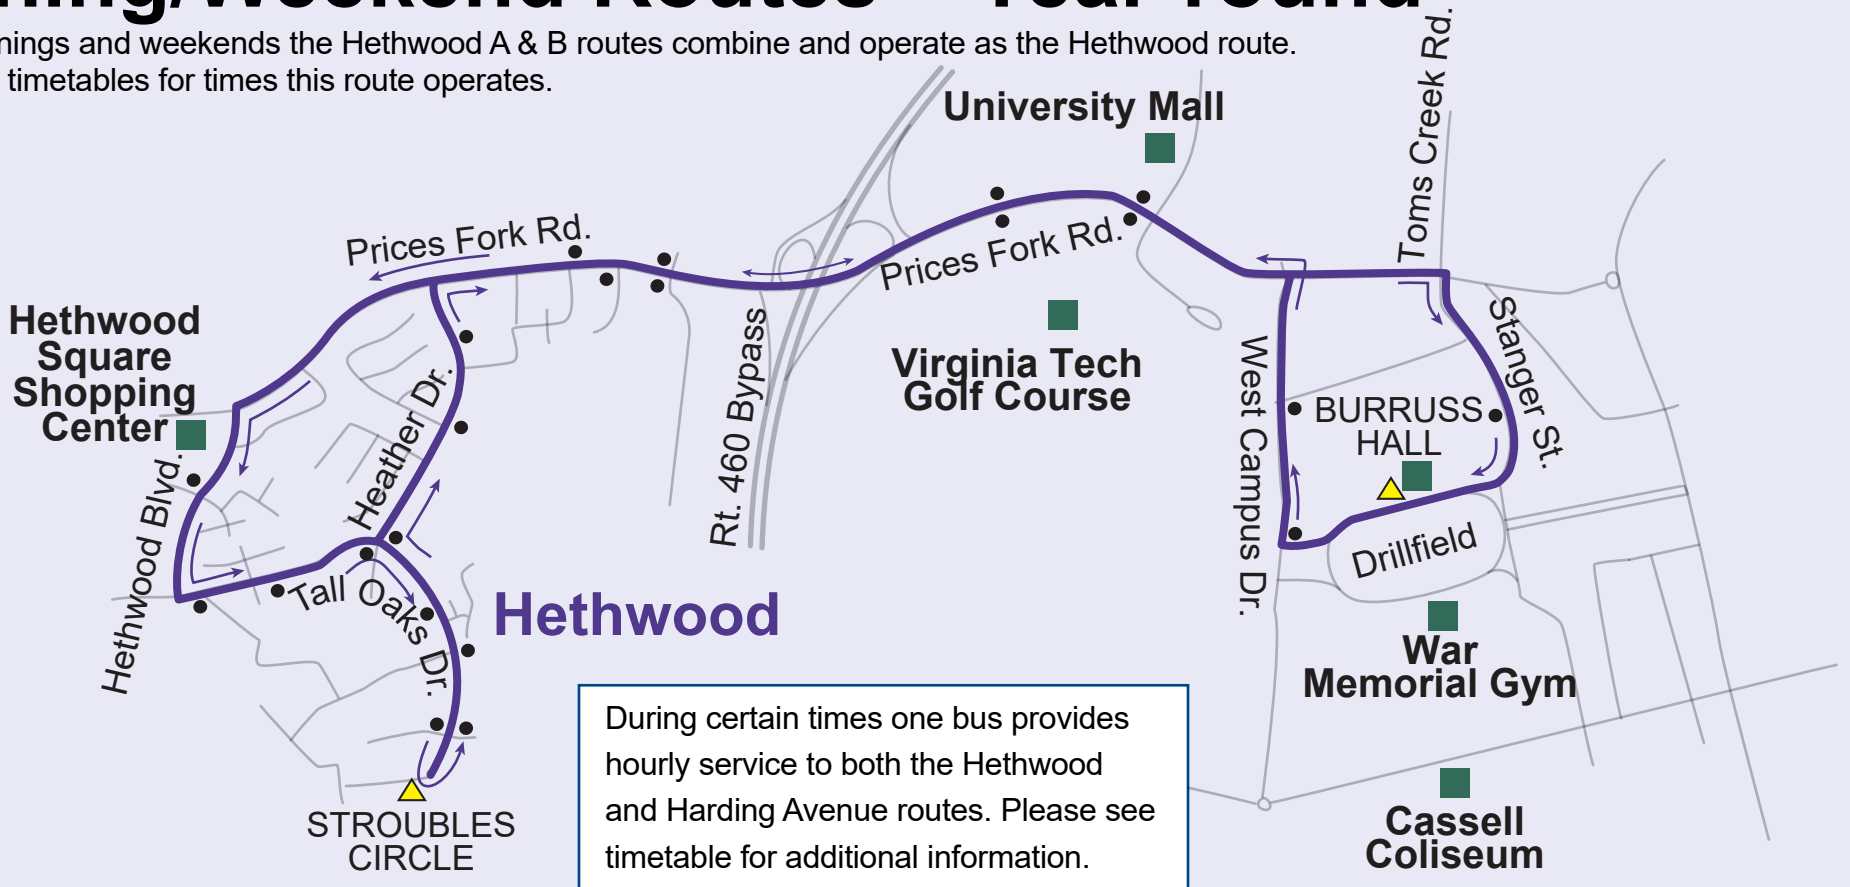 Routes
Hethwood A & B routes combine and operate as the Hethwood route.
timetables for times this route operates.
University Mall
Toms Creek Rd.
Prices Fork Rd.
Prices Fork Rd.
Hethwood
Square
Shopping
Center
Rt. 460 Bypass
Virginia Tech
Golf Course
West Campus Dr.
Stanger St.
BURRUSS
HALL
Heather Dr.
Hethwood Blvd.
Drillfield
Tall Oaks Dr.
Hethwood
War
Memorial Gym
During certain times one bus provides
hourly service to both the Hethwood
and Harding Avenue routes. Please see
timetable for additional information.
STROUBLES
CIRCLE
Cassell
Coliseum